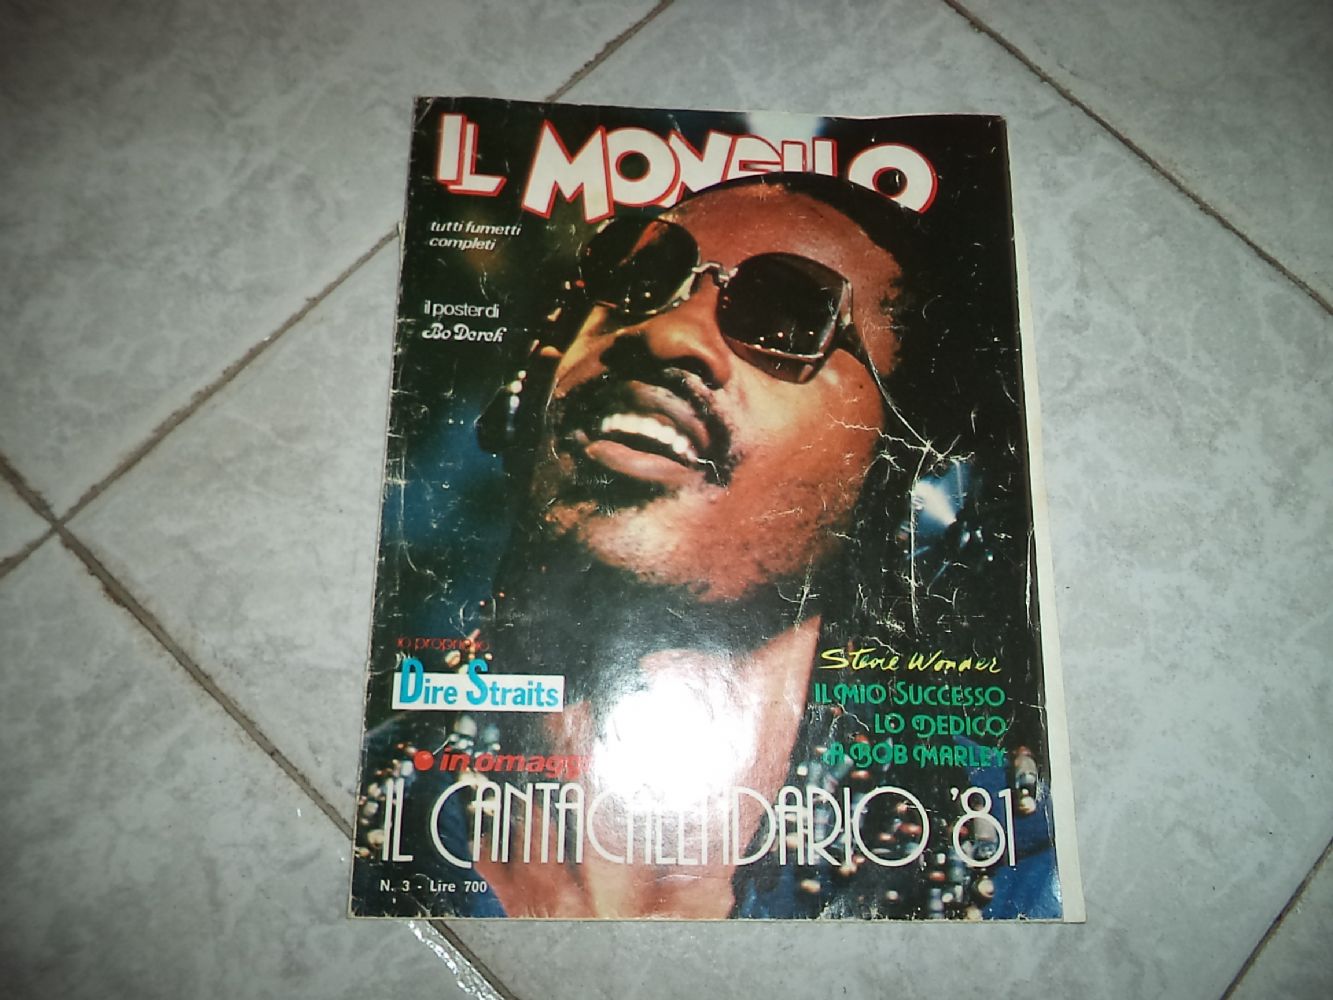 IL MONELLO
tutti fumetti
completi
il poster di
Bo Derek
Dire Straits
Stevie Wonder
IL MIO SUCCESSO
LO DEDICO
A BOB MARLEY
in omaggio
IL CANTACALENDARIO '81
N. 3 - Lire 700